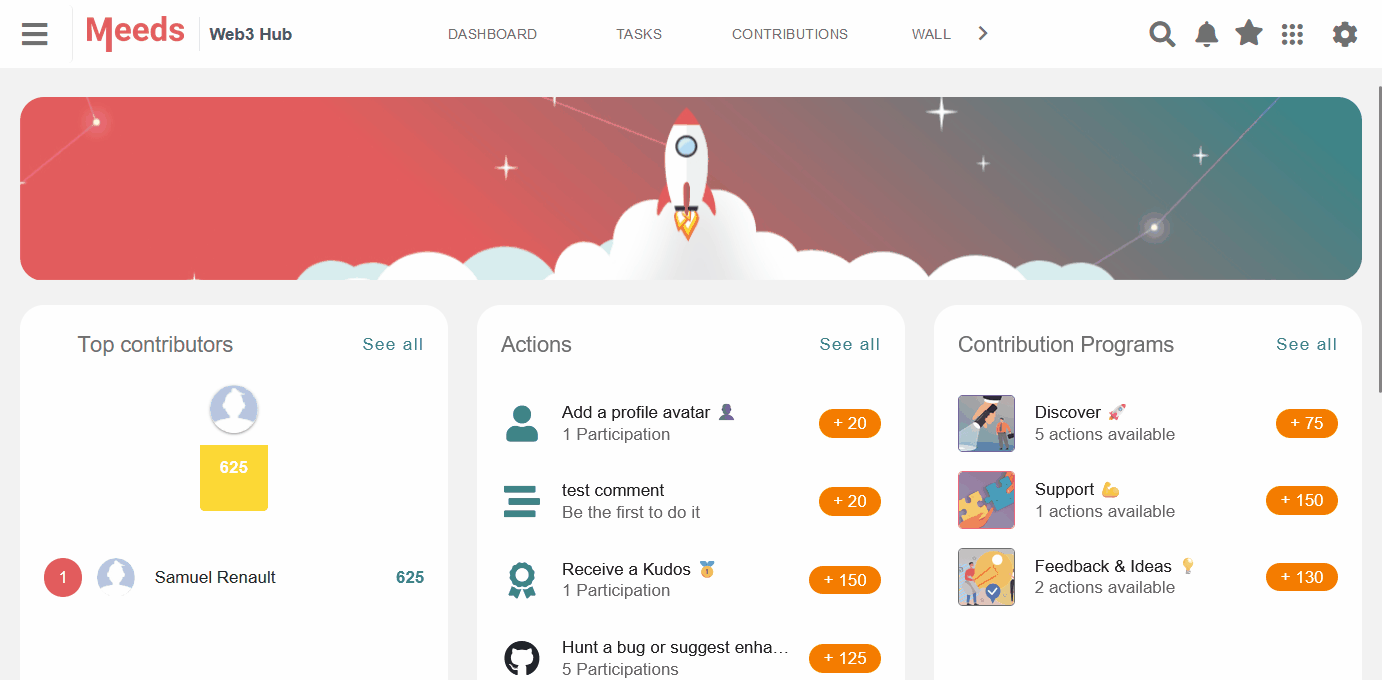 Meeds
Web3 Hub
DASHBOARD
TASKS
CONTRIBUTIONS
WALL
Top contributors
See all
625
1
Samuel Renault
625
Actions
See all
Add a profile avatar 👤
1 Participation
+ 20
test comment
Be the first to do it
+ 20
Receive a Kudos 🏅
1 Participation
+ 150
Hunt a bug or suggest enha…
5 Participations
+ 125
Contribution Programs
See all
Discover 🚀
5 actions available
+ 75
Support 💪
1 actions available
+ 150
Feedback & Ideas 💡
2 actions available
+ 130